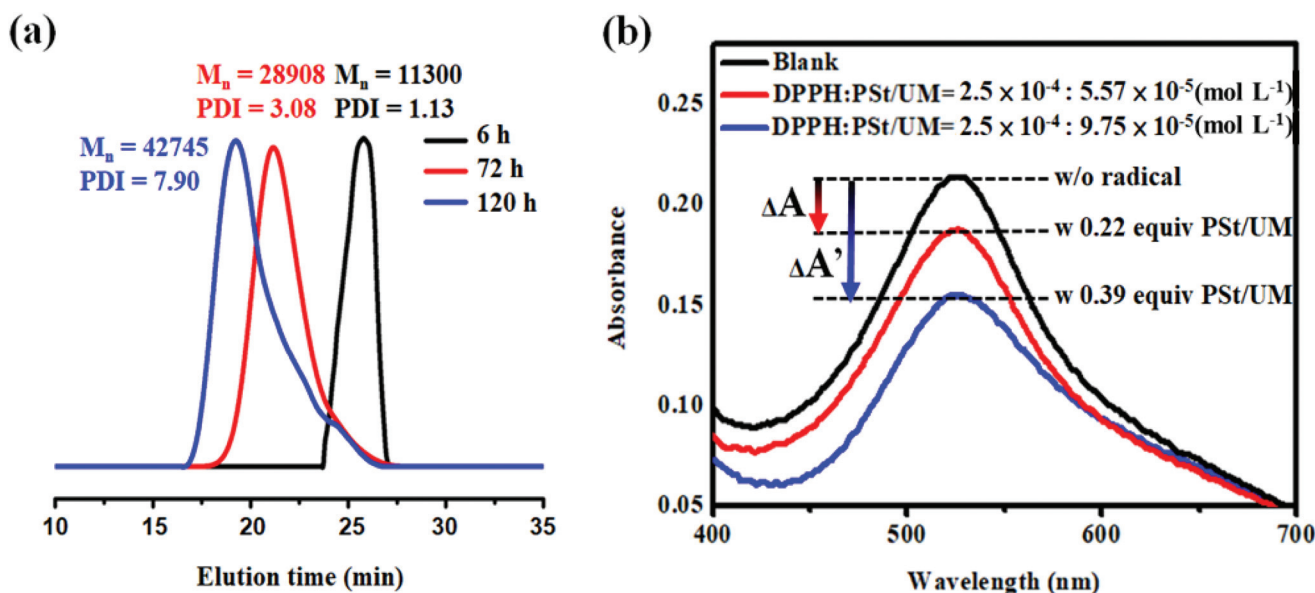 (a)
Mₙ = 28908 Mₙ = 11300
PDI = 3.08 PDI = 1.13
Mₙ = 42745
PDI = 7.90
6 h
72 h
120 h
10 15 20 25 30 35
Elution time (min)
(b)
Blank
DPPH:PSt/UM= 2.5 x 10⁻⁴ : 5.57 x 10⁻⁵(mol L⁻¹)
DPPH:PSt/UM= 2.5 x 10⁻⁴ : 9.75 x 10⁻⁵(mol L⁻¹)
0.25
0.20
0.15
0.10
0.05
Absorbance
w/o radical
ΔA
w 0.22 equiv PSt/UM
ΔA’
w 0.39 equiv PSt/UM
400 500 600 700
Wavelength (nm)